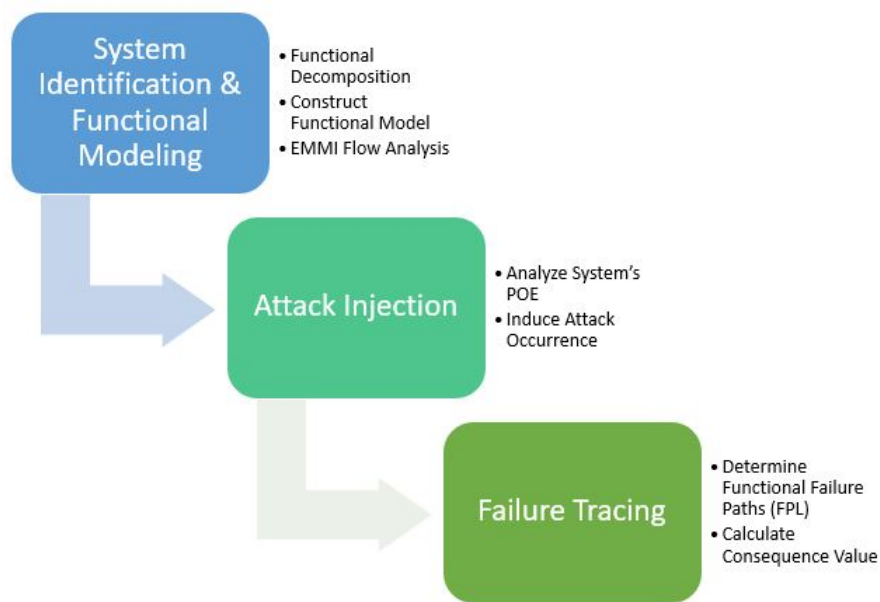 System
Identification &
Functional
Modeling
• Functional
Decomposition
• Construct
Functional Model
• EMMI Flow Analysis
Attack Injection
• Analyze System's
POE
• Induce Attack
Occurrence
Failure Tracing
• Determine
Functional Failure
Paths (FPL)
• Calculate
Consequence Value